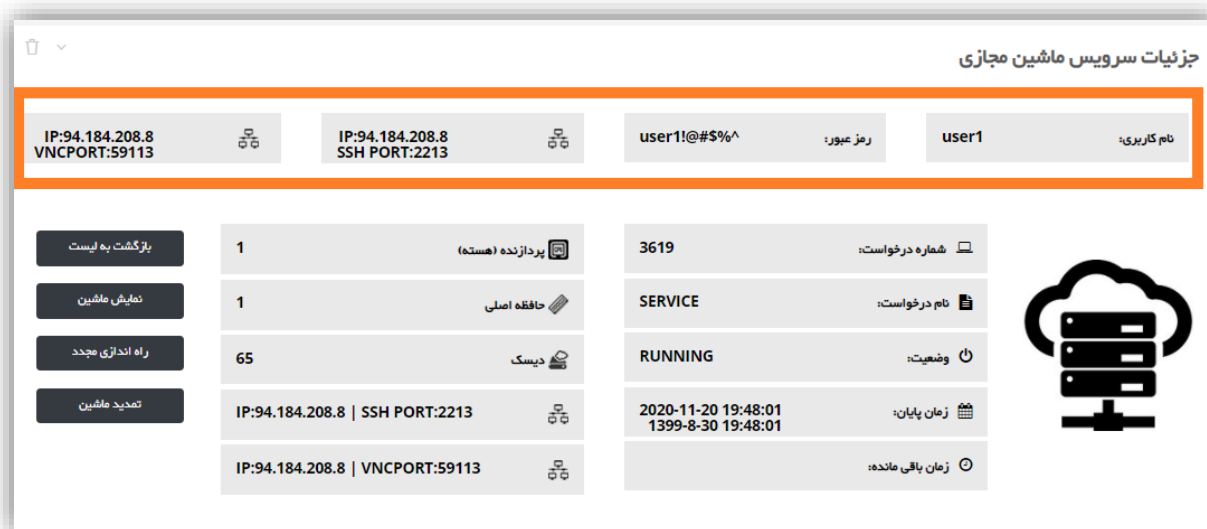 جزئیات سرویس ماشین مجازی
نام کاربری: user1
رمز عبور: user1!@#$%^
IP:94.184.208.8
SSH PORT:2213
IP:94.184.208.8
VNCPORT:59113
شماره درخواست: 3619
نام درخواست: SERVICE
وضعیت: RUNNING
زمان پایان: 2020-11-20 19:48:01
1399-8-30 19:48:01
زمان باقی مانده:
پردازنده (هسته) 1
حافظه اصلی 1
دیسک 65
IP:94.184.208.8 | SSH PORT:2213
IP:94.184.208.8 | VNCPORT:59113
بازگشت به لیست
نمایش ماشین
راه اندازی مجدد
تمدید ماشین